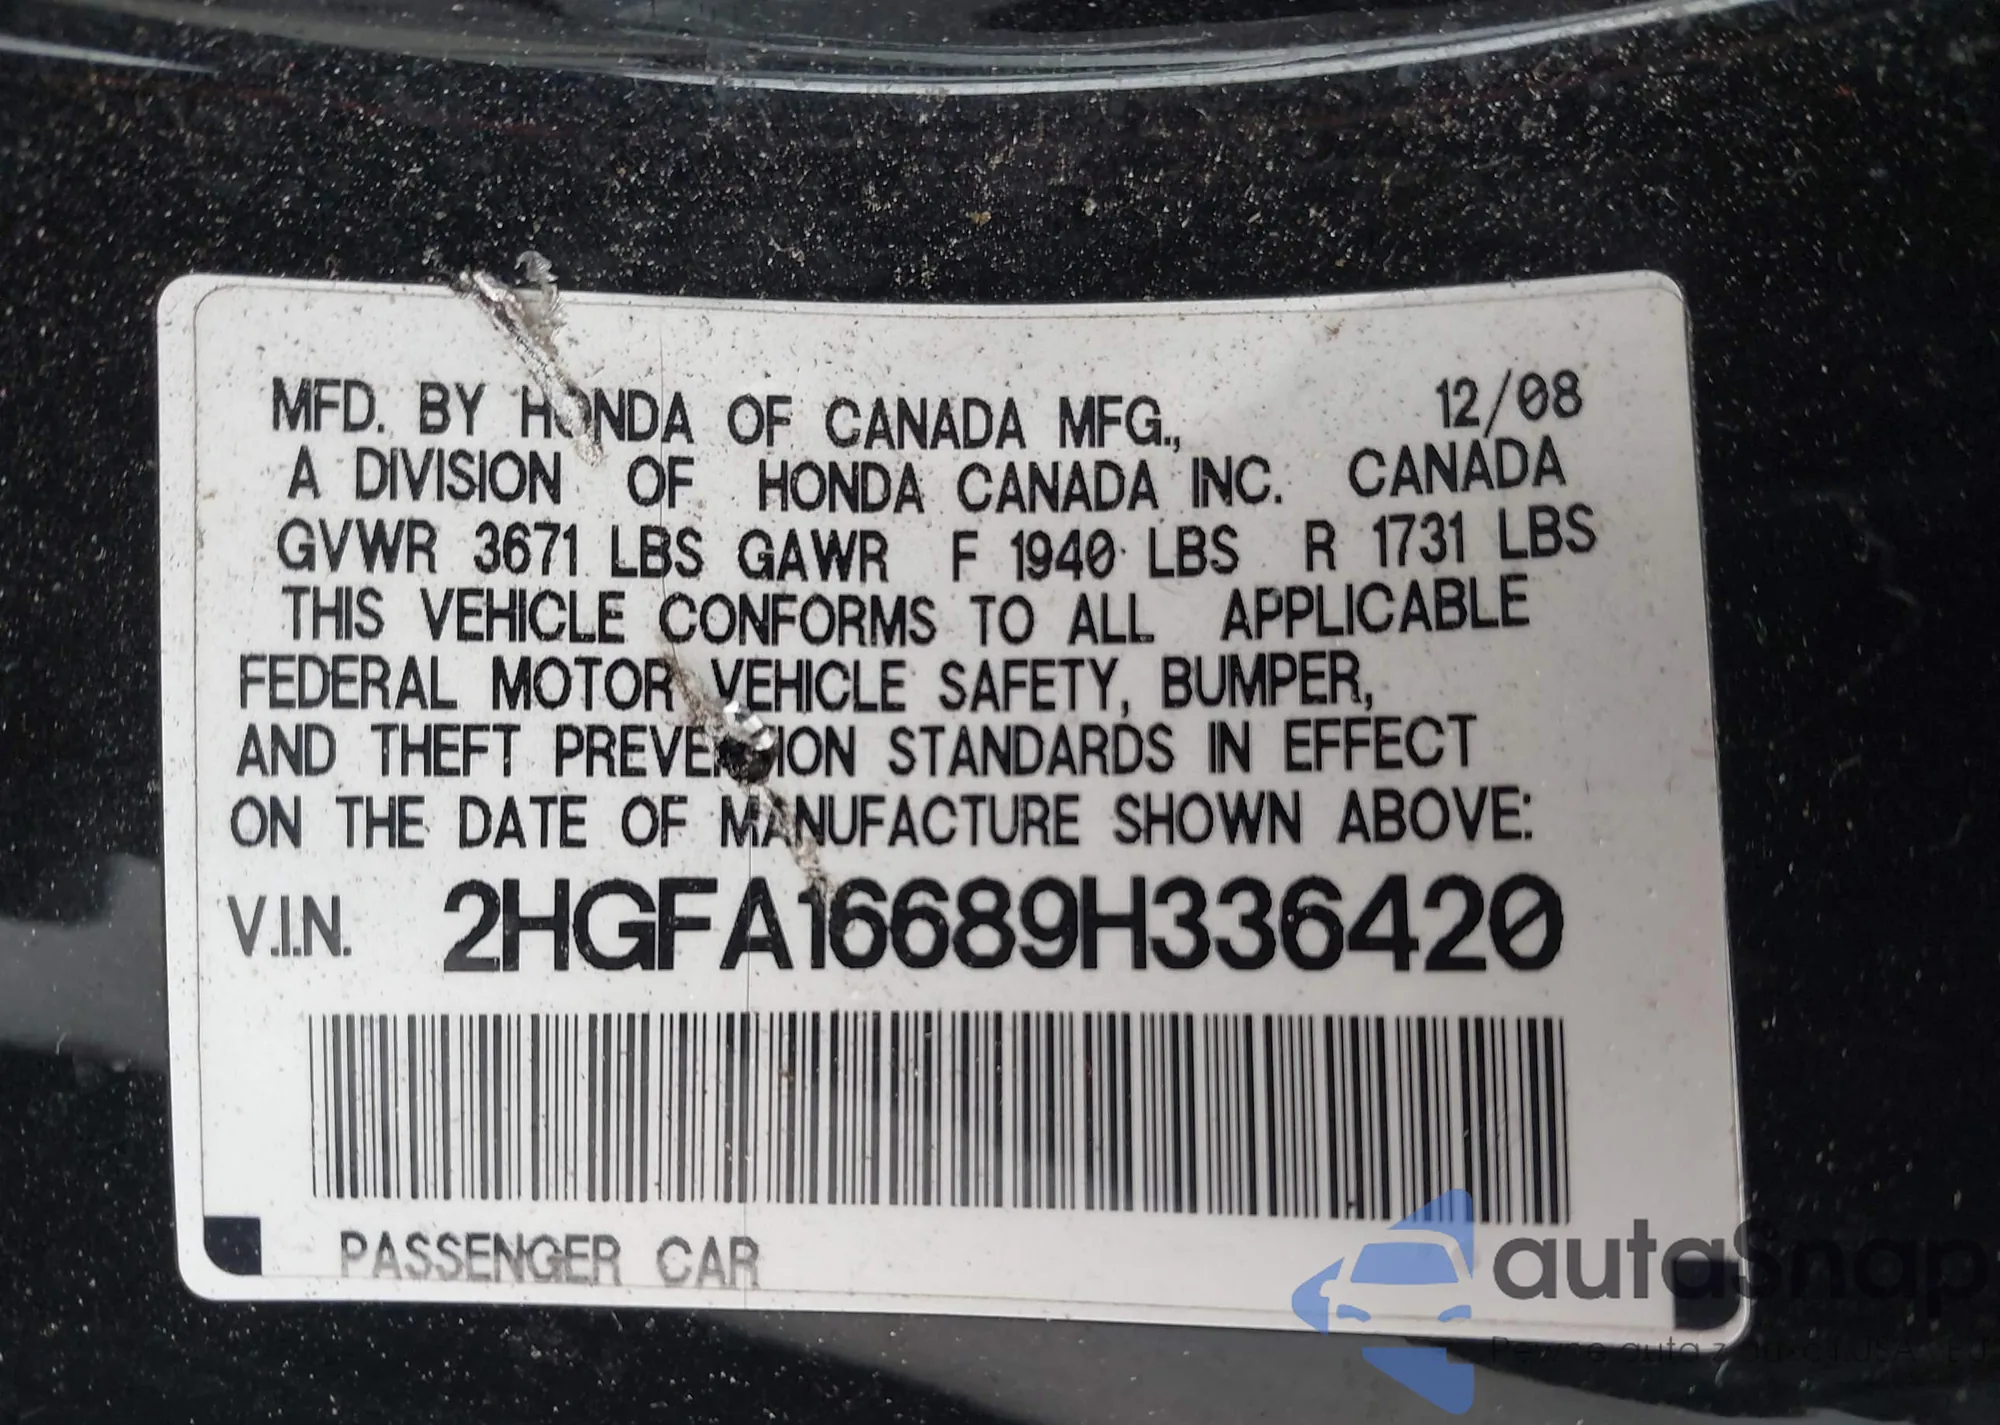 MFD. BY HONDA OF CANADA MFG., 12/08
A DIVISION OF HONDA CANADA INC. CANADA
GVWR 3671 LBS GAWR F 1940 LBS R 1731 LBS
THIS VEHICLE CONFORMS TO ALL APPLICABLE
FEDERAL MOTOR VEHICLE SAFETY, BUMPER,
AND THEFT PREVENTION STANDARDS IN EFFECT
ON THE DATE OF MANUFACTURE SHOWN ABOVE:
V.I.N. 2HGFA16689H336420
PASSENGER CAR
autaSnap
Pewne auta z